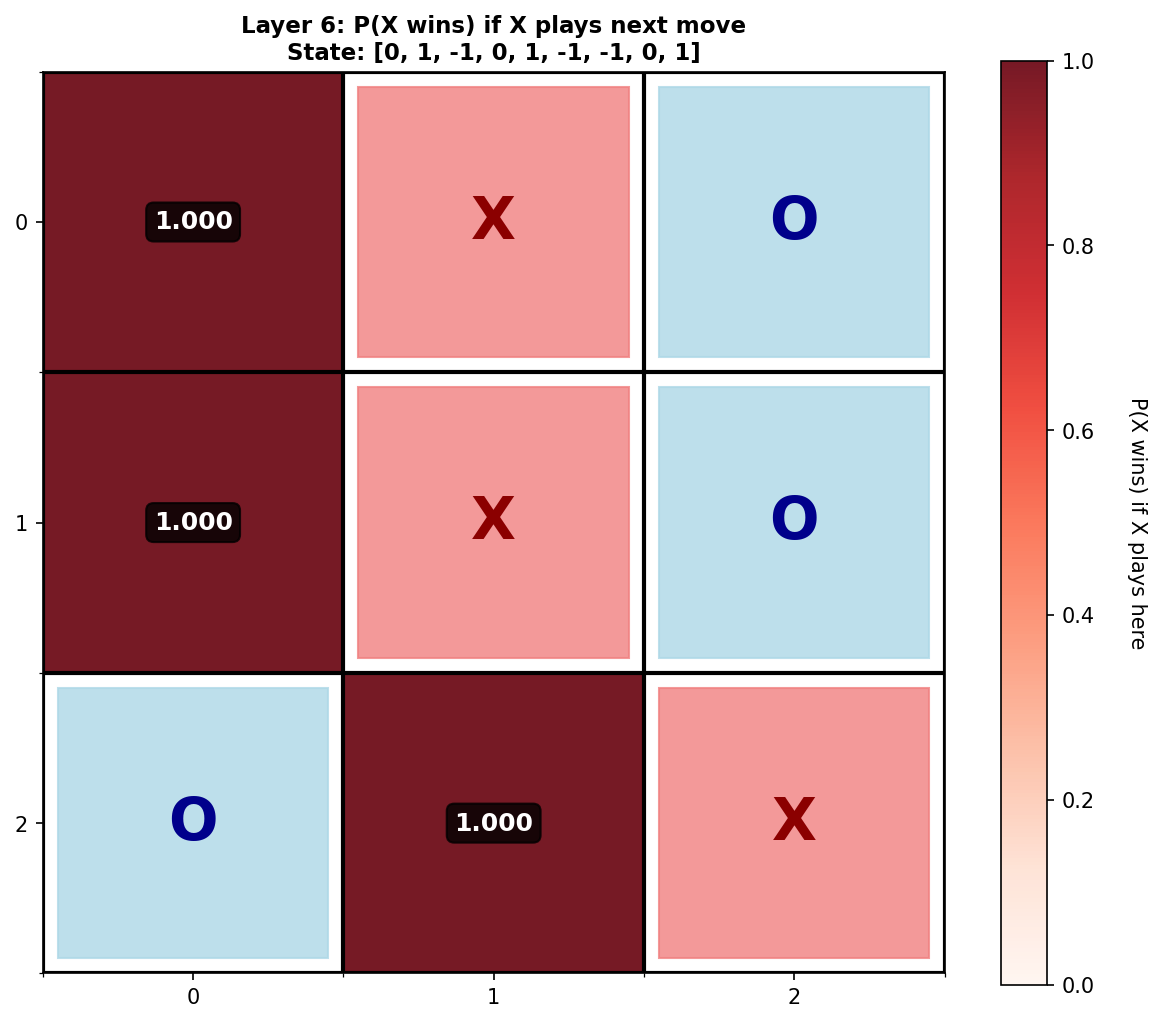 Layer 6: P(X wins) if X plays next move
State: [0, 1, -1, 0, 1, -1, -1, 0, 1]
0
1.000
X
O
1
1.000
X
O
2
O
1.000
X
0
1
2
1.0
0.8
0.6
0.4
0.2
0.0
P(X wins) if X plays here